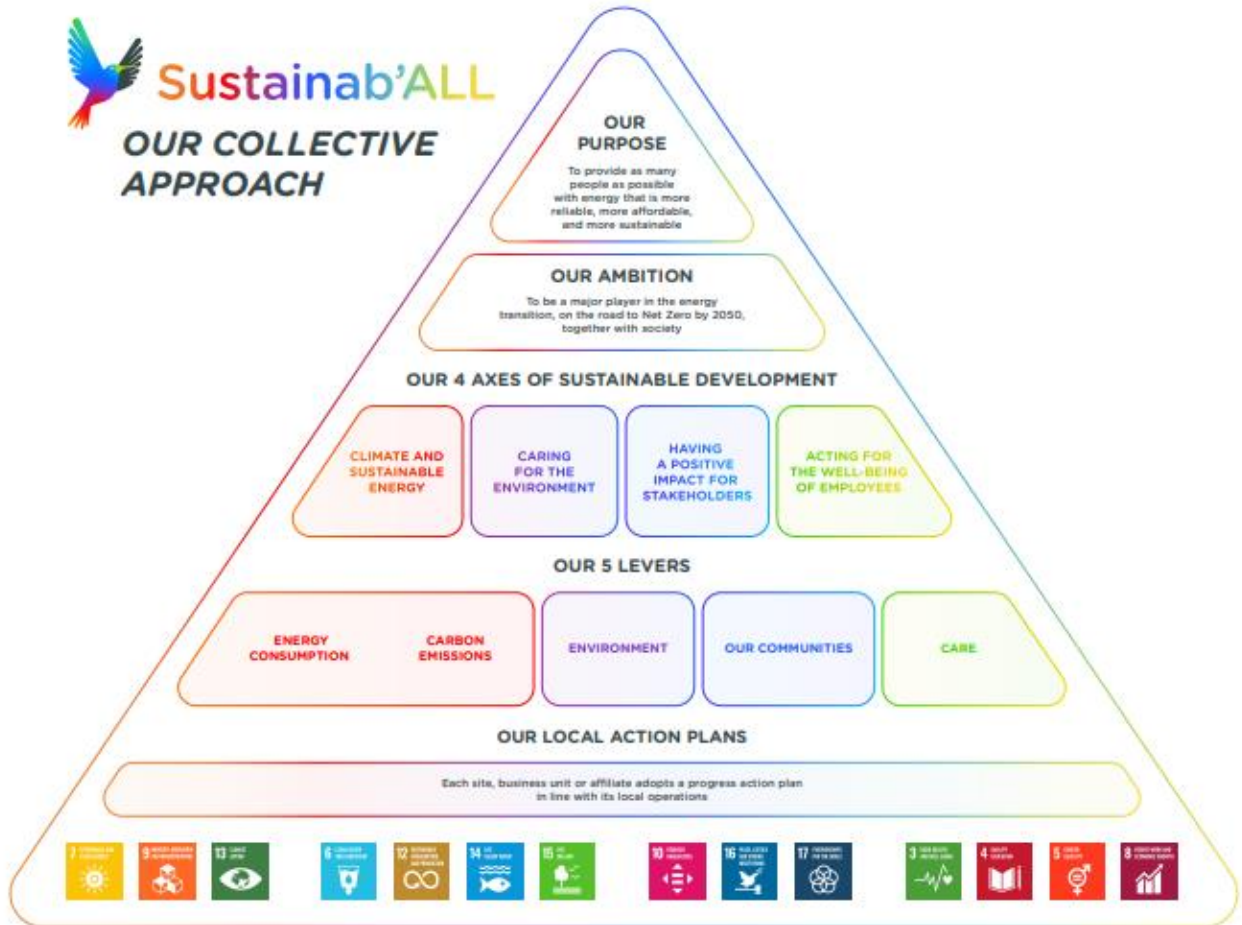 Sustainab'ALL
OUR COLLECTIVE
APPROACH
OUR
PURPOSE
To provide as many
people as possible
with energy that is more
reliable, more affordable,
and more sustainable
OUR AMBITION
To be a major player in the energy
transition, on the road to Net Zero by 2050,
together with society
OUR 4 AXES OF SUSTAINABLE DEVELOPMENT
CLIMATE AND
SUSTAINABLE
ENERGY
CARING
FOR THE
ENVIRONMENT
HAVING
A POSITIVE
IMPACT FOR
STAKEHOLDERS
ACTING FOR
THE WELL-BEING
OF EMPLOYEES
OUR 5 LEVERS
ENERGY
CONSUMPTION
CARBON
EMISSIONS
ENVIRONMENT
OUR COMMUNITIES
CARE
OUR LOCAL ACTION PLANS
Each site, business unit or affiliate adopts a progress action plan
in line with its local operations
7
9
13
6
12
14
15
10
16
17
3
4
5
8